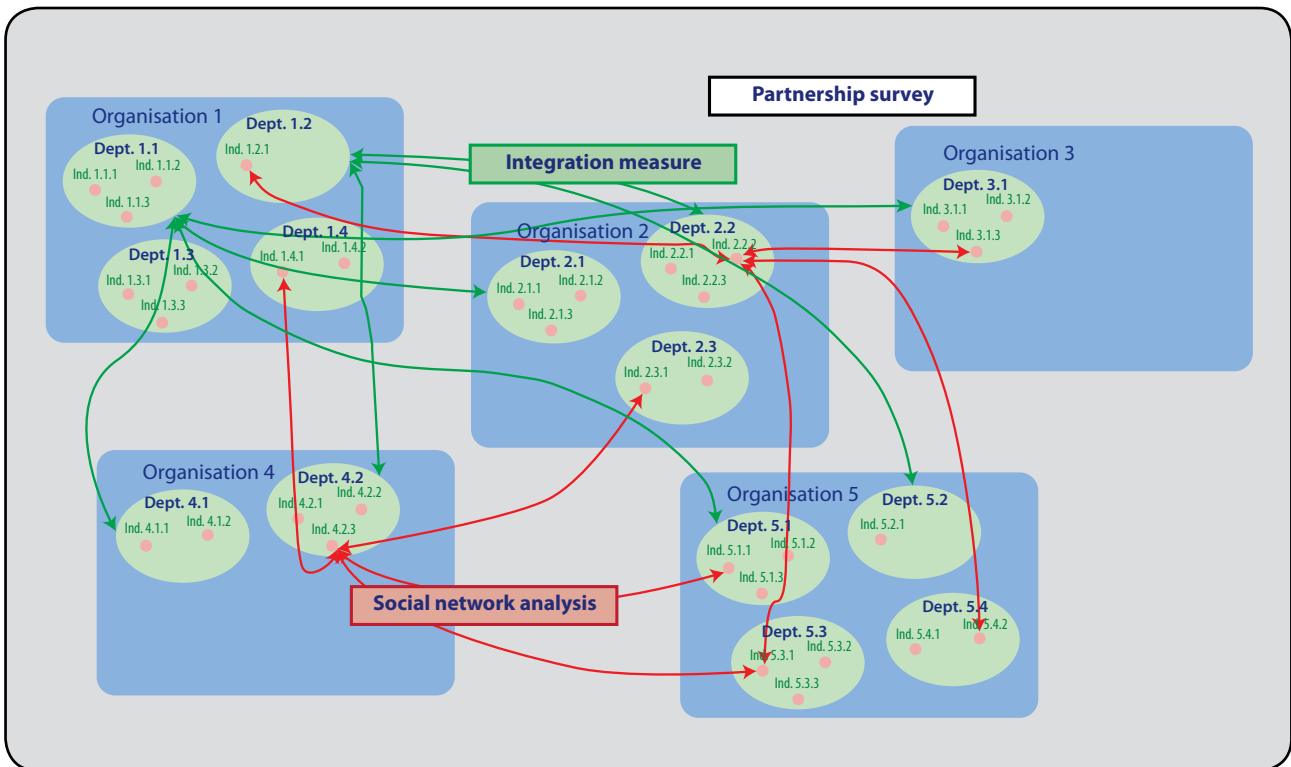 Partnership survey
Organisation 1
Dept. 1.1
Ind. 1.1.1
Ind. 1.1.2
Ind. 1.1.3
Dept. 1.2
Ind. 1.2.1
Dept. 1.3
Ind. 1.3.1
Ind. 1.3.2
Ind. 1.3.3
Dept. 1.4
Ind. 1.4.1
Ind. 1.4.2
Integration measure
Organisation 2
Dept. 2.1
Ind. 2.1.1
Ind. 2.1.2
Ind. 2.1.3
Dept. 2.2
Ind. 2.2.1
Ind. 2.2.2
Ind. 2.2.3
Dept. 2.3
Ind. 2.3.1
Ind. 2.3.2
Organisation 3
Dept. 3.1
Ind. 3.1.1
Ind. 3.1.2
Ind. 3.1.3
Organisation 4
Dept. 4.1
Ind. 4.1.1
Ind. 4.1.2
Dept. 4.2
Ind. 4.2.1
Ind. 4.2.2
Ind. 4.2.3
Social network analysis
Organisation 5
Dept. 5.1
Ind. 5.1.1
Ind. 5.1.2
Ind. 5.1.3
Dept. 5.2
Ind. 5.2.1
Dept. 5.3
Ind. 5.3.1
Ind. 5.3.2
Ind. 5.3.3
Dept. 5.4
Ind. 5.4.1
Ind. 5.4.2